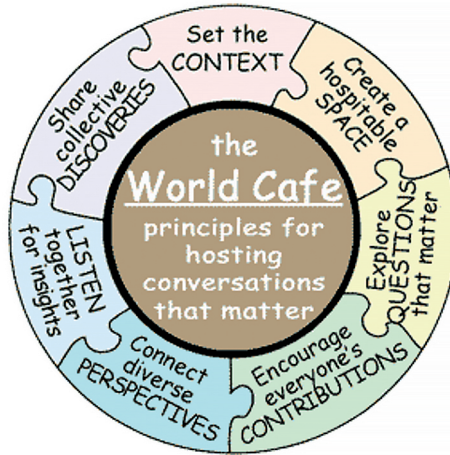 Set the
CONTEXT
Create a
hospitable
SPACE
Explore
QUESTIONS
that matter
Encourage
everyone's
CONTRIBUTIONS
Connect
diverse
PERSPECTIVES
LISTEN
together
for insights
Share
collective
DISCOVERIES
the
World Cafe
principles for
hosting
conversations
that matter